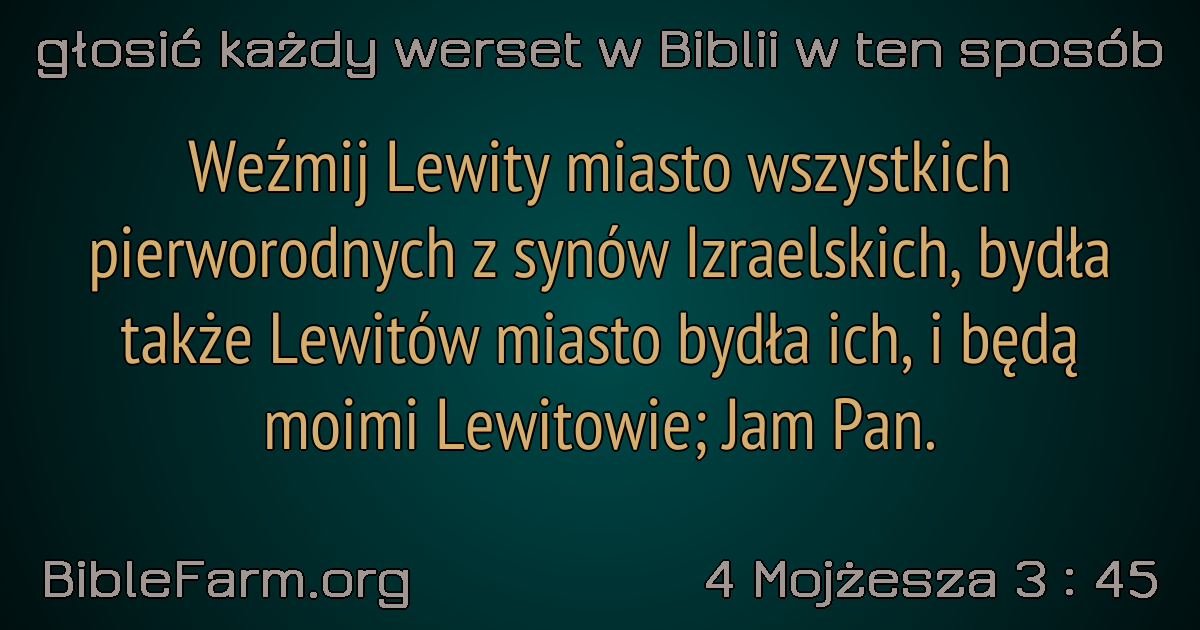 głosić każdy werset w Biblii w ten sposób
Weźmij Lewity miasto wszystkich
pierworodnych z synów Izraelskich, bydła
także Lewitów miasto bydła ich, i będą
moimi Lewitowie; Jam Pan.
BibleFarm.org
4 Mojżesza 3 : 45